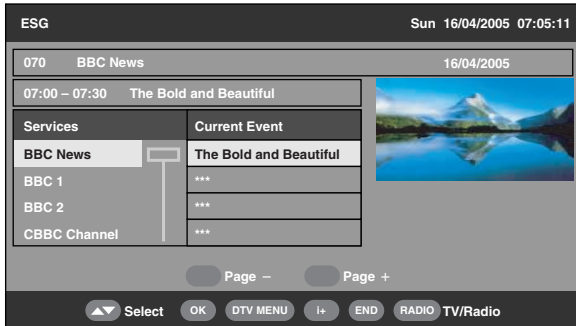 ESG Sun 16/04/2005 07:05:11
070 BBC News 16/04/2005
07:00 – 07:30 The Bold and Beautiful
Services Current Event
BBC News The Bold and Beautiful
BBC 1 ***
BBC 2 ***
CBBC Channel ***
Page – Page +
Select OK DTV MENU i+ END RADIO TV/Radio